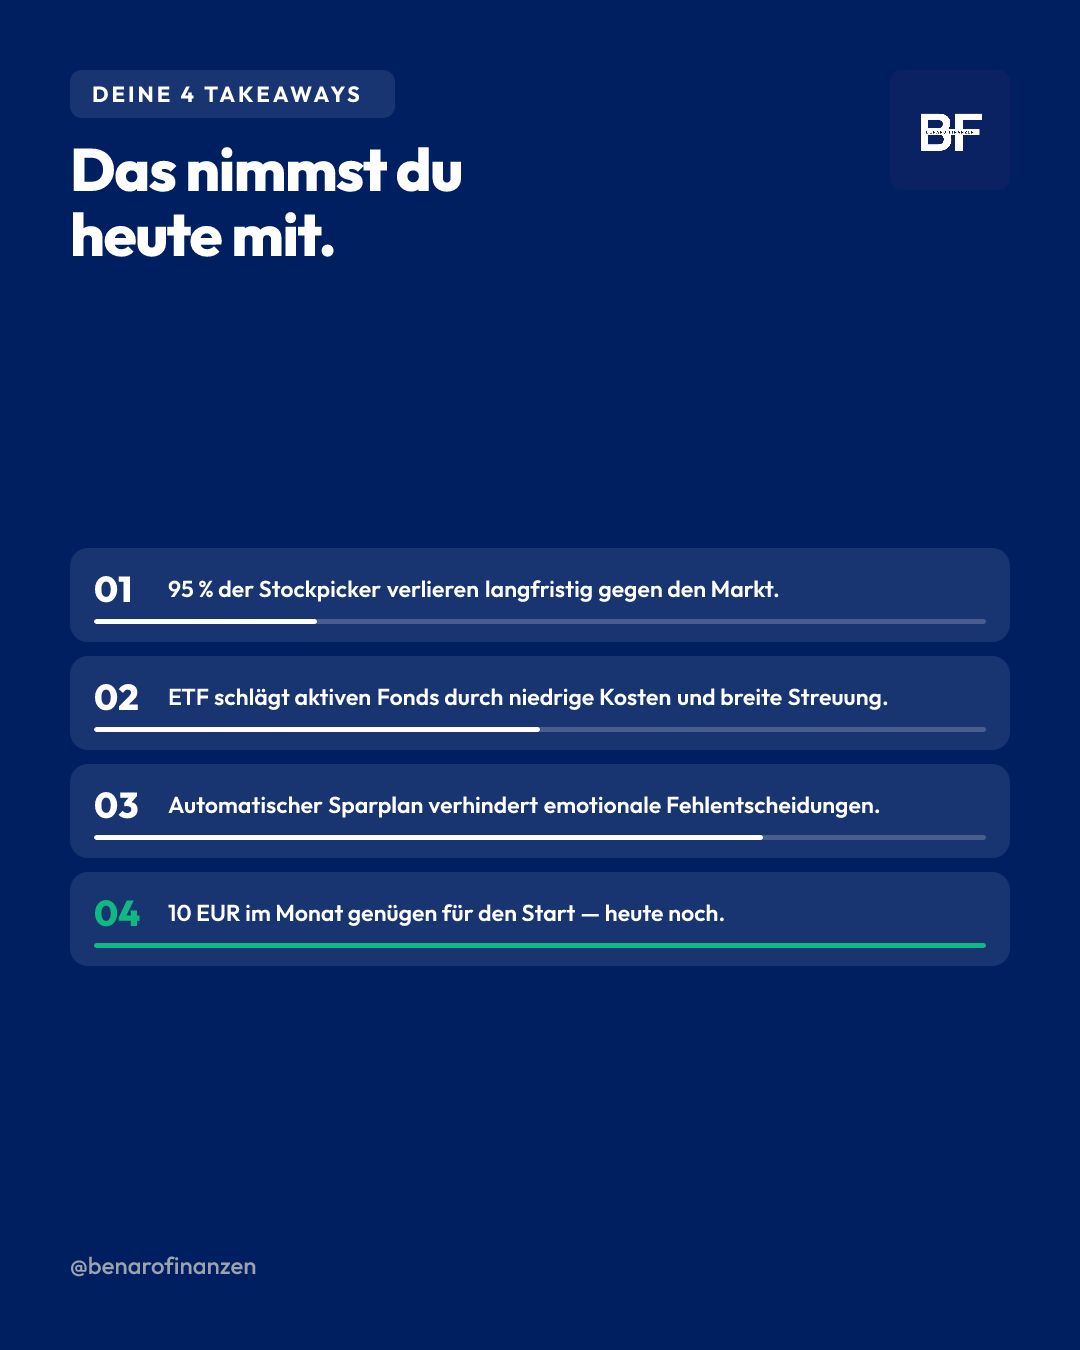 DEINE 4 TAKEAWAYS
BF
Das nimmst du
heute mit.
01 95 % der Stockpicker verlieren langfristig gegen den Markt.
02 ETF schlägt aktiven Fonds durch niedrige Kosten und breite Streuung.
03 Automatischer Sparplan verhindert emotionale Fehlentscheidungen.
04 10 EUR im Monat genügen für den Start — heute noch.
@benarofinanzen